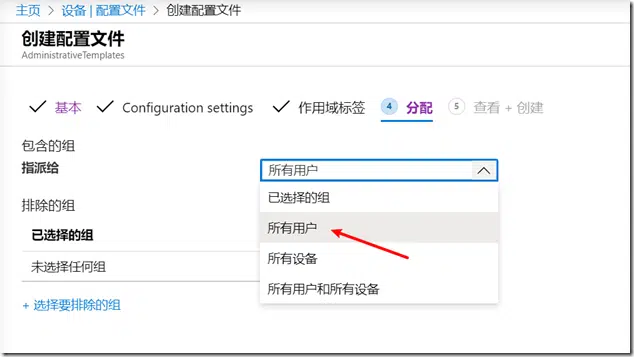 主页 > 设备 | 配置文件 > 创建配置文件
创建配置文件
AdministrativeTemplates
基本 Configuration settings 作用域标签 4 分配 5 查看 + 创建
包含的组
指派给 所有用户
已选择的组
排除的组
所有用户
已选择的组
所有设备
未选择任何组
所有用户和所有设备
+ 选择要排除的组